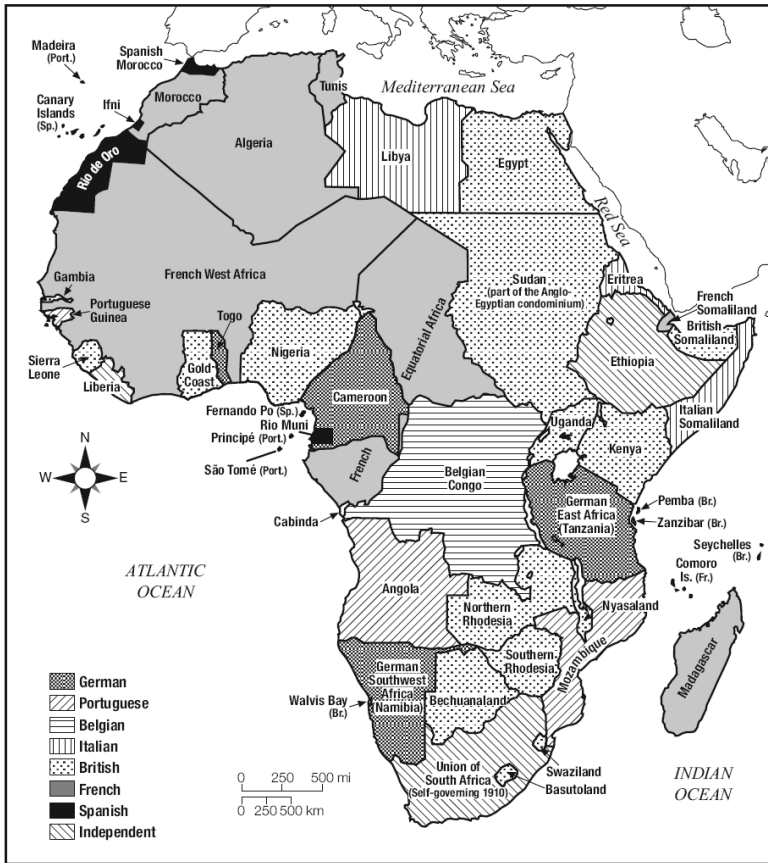 Madeira
(Port.)
Spanish
Morocco
Mediterranean Sea
Tunis
Morocco
Canary
Islands
(Sp.)
Ifni
Algeria
Libya
Egypt
Rio de Oro
Red Sea
French West Africa
Gambia
Portuguese
Guinea
Togo
Equatorial Africa
Sudan
(part of the Anglo-
Egyptian condominium)
Eritrea
French
Somaliland
British
Somaliland
Sierra
Leone
Liberia
Gold
Coast
Nigeria
Ethiopia
Cameroon
Italian
Somaliland
Fernando Po (Sp.)
Rio Muni
Principé (Port.)
São Tomé (Port.)
Uganda
Kenya
N
W
E
S
French
Belgian
Congo
German
East Africa
(Tanzania)
Pemba (Br.)
Zanzibar (Br.)
Cabinda
Seychelles
(Br.)
Comoro
Is. (Fr.)
ATLANTIC
OCEAN
Angola
Northern
Rhodesia
Nyasaland
Mozambique
Madagascar
Southern
Rhodesia
German
Southwest
Africa
(Namibia)
Bechuanaland
Walvis Bay
(Br.)
German
Portuguese
Belgian
Italian
British
French
Spanish
Independent
0 250 500 mi
0 250 500 km
Union of
South Africa
(Self-governing 1910)
Swaziland
Basutoland
INDIAN
OCEAN